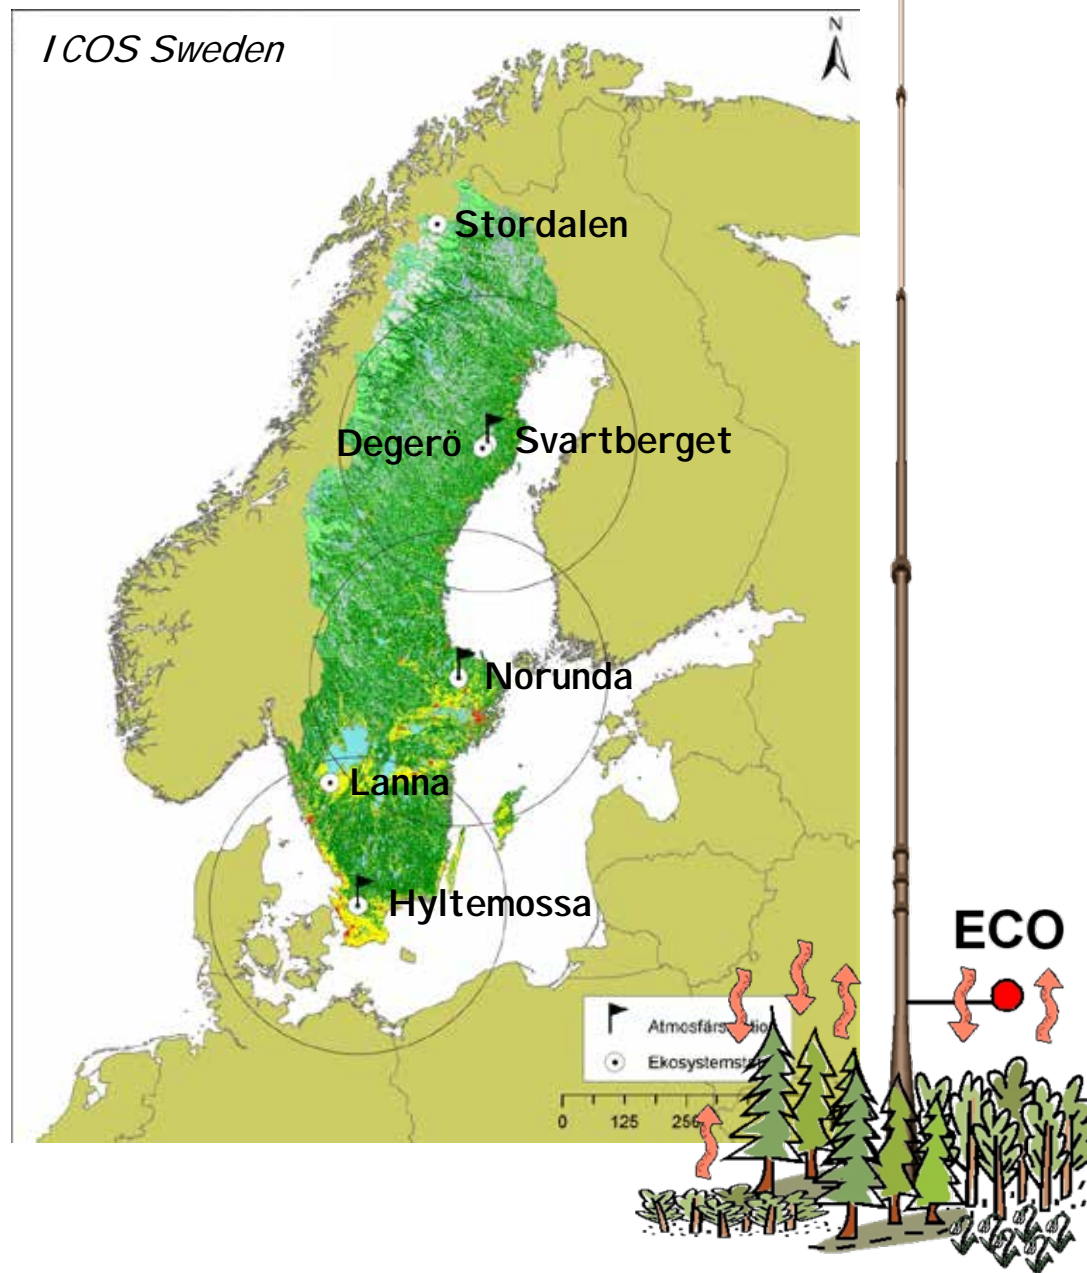 ICOS Sweden
N
Stordalen
Degerö Svartberget
Norunda
Lanna
Hyltemossa
ECO
0 125